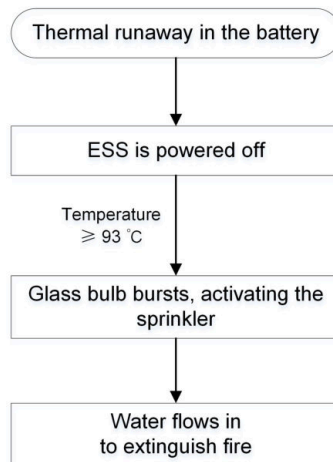 Thermal runaway in the battery
ESS is powered off
Temperature
≥ 93 ℃
Glass bulb bursts, activating the
sprinkler
Water flows in
to extinguish fire